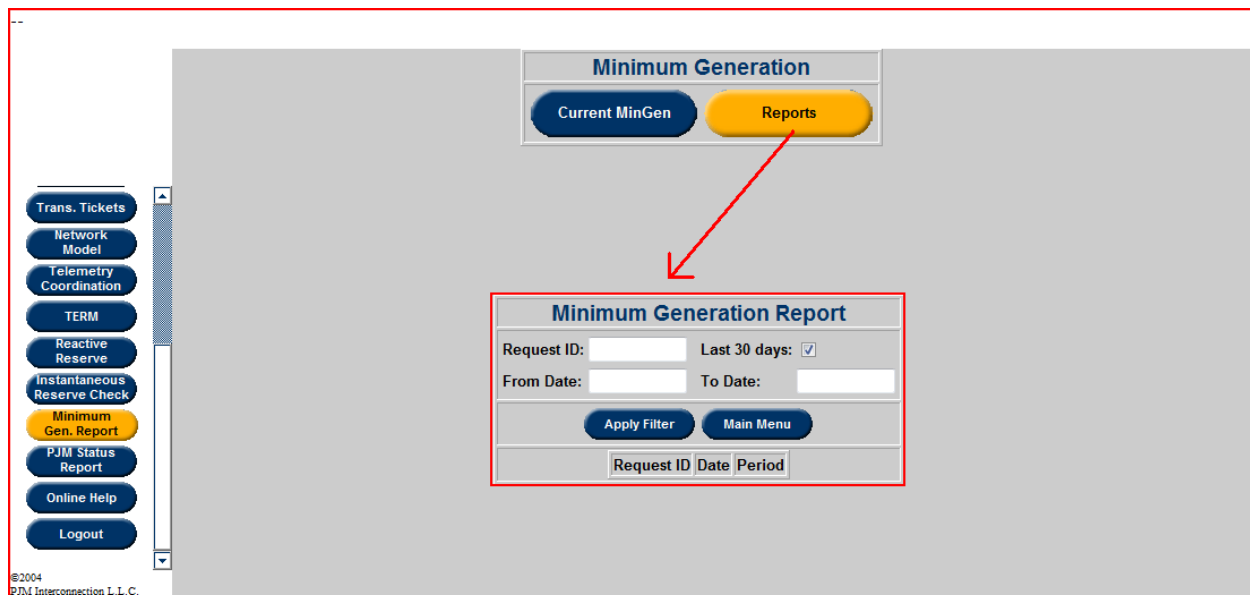 --
Minimum Generation
Current MinGen Reports
Trans. Tickets
Network
Model
Telemetry
Coordination
TERM
Reactive
Reserve
Instantaneous
Reserve Check
Minimum
Gen. Report
PJM Status
Report
Online Help
Logout
©2004
PJM Interconnection L.L.C.
Minimum Generation Report
Request ID: Last 30 days:
From Date: To Date:
Apply Filter Main Menu
Request ID Date Period